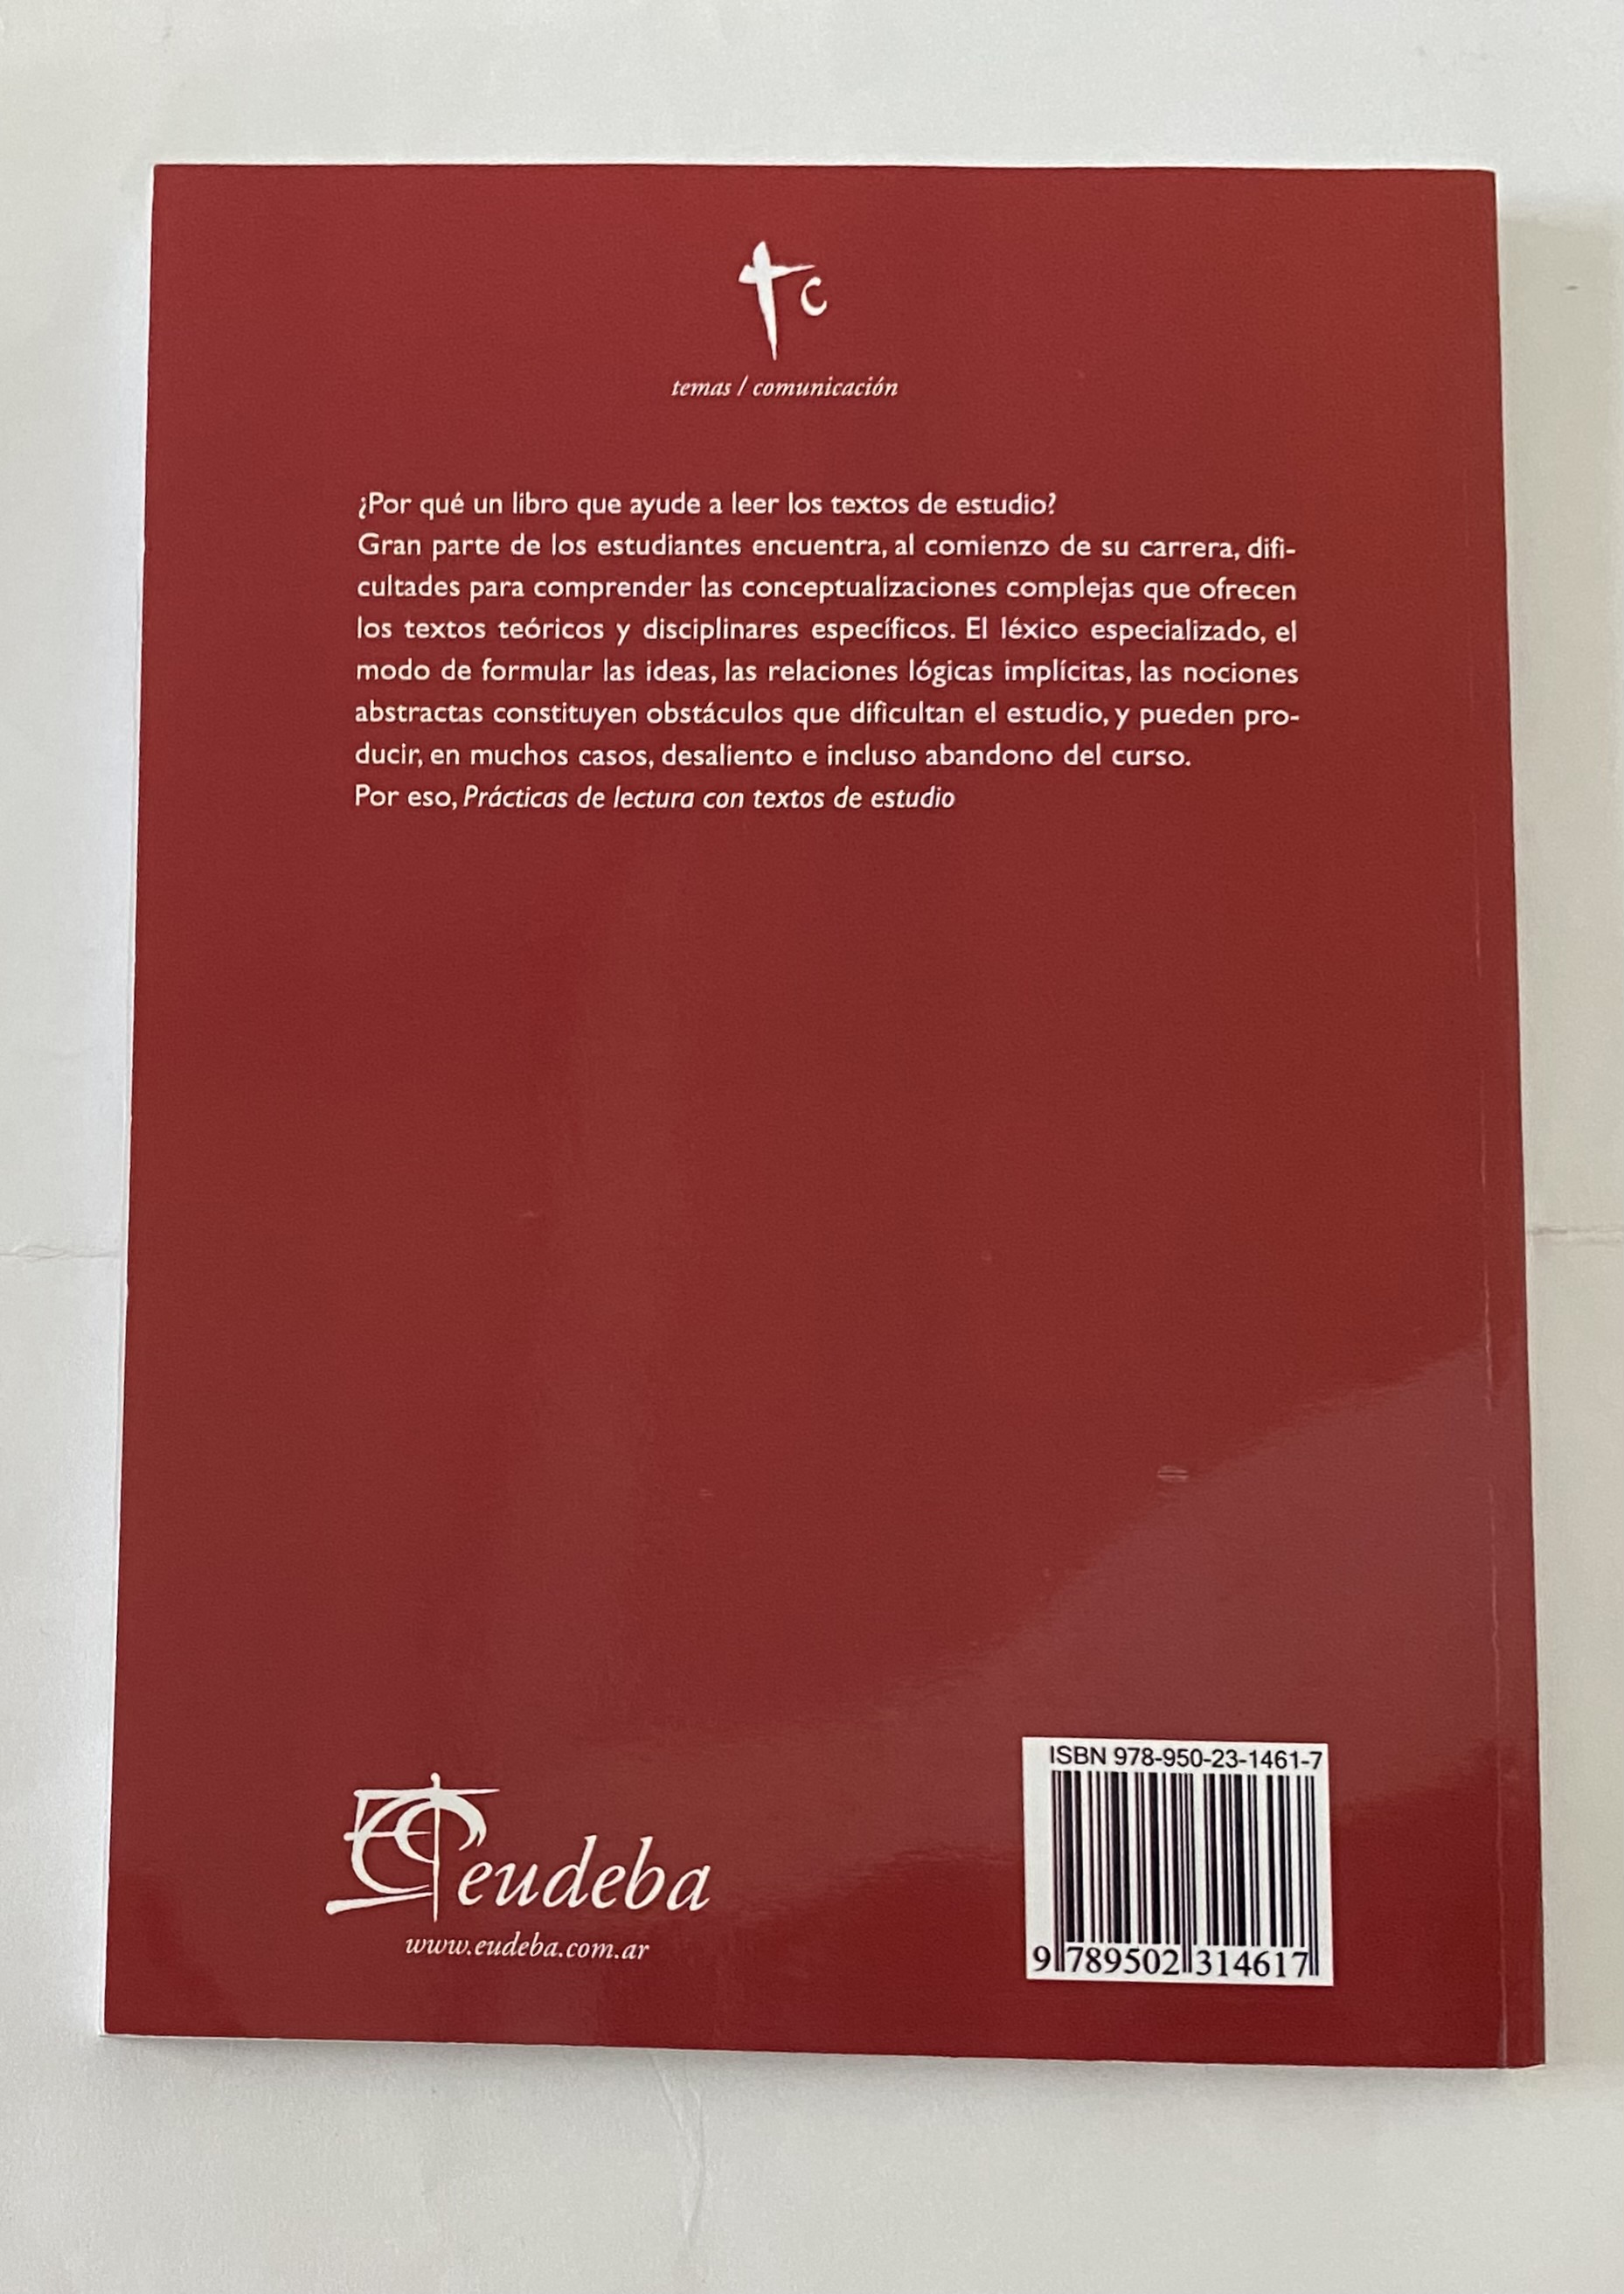 tc
temas / comunicación
¿Por qué un libro que ayude a leer los textos de estudio?
Gran parte de los estudiantes encuentra, al comienzo de su carrera, difi-
cultades para comprender las conceptualizaciones complejas que ofrecen
los textos teóricos y disciplinares específicos. El léxico especializado, el
modo de formular las ideas, las relaciones lógicas implícitas, las nociones
abstractas constituyen obstáculos que dificultan el estudio, y pueden pro-
ducir, en muchos casos, desaliento e incluso abandono del curso.
Por eso, Prácticas de lectura con textos de estudio
eudeba
www.eudeba.com.ar
ISBN 978-950-23-1461-7
9 789502 314617